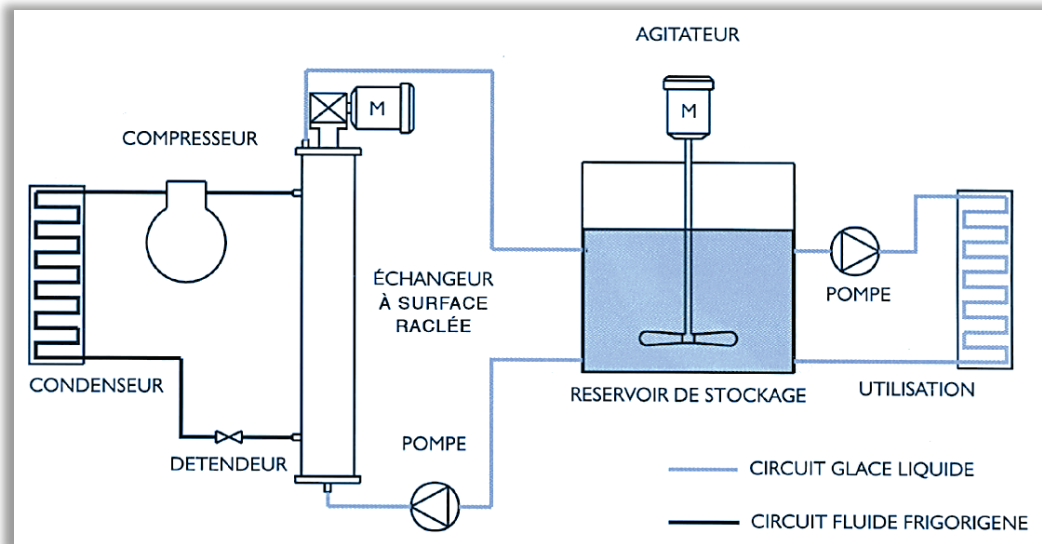 AGITATEUR
M
M
COMPRESSEUR
ÉCHANGEUR
À SURFACE
RACLÉE
POMPE
CONDENSEUR
RESERVOIR DE STOCKAGE
UTILISATION
DETENDEUR
POMPE
CIRCUIT GLACE LIQUIDE
CIRCUIT FLUIDE FRIGORIGENE